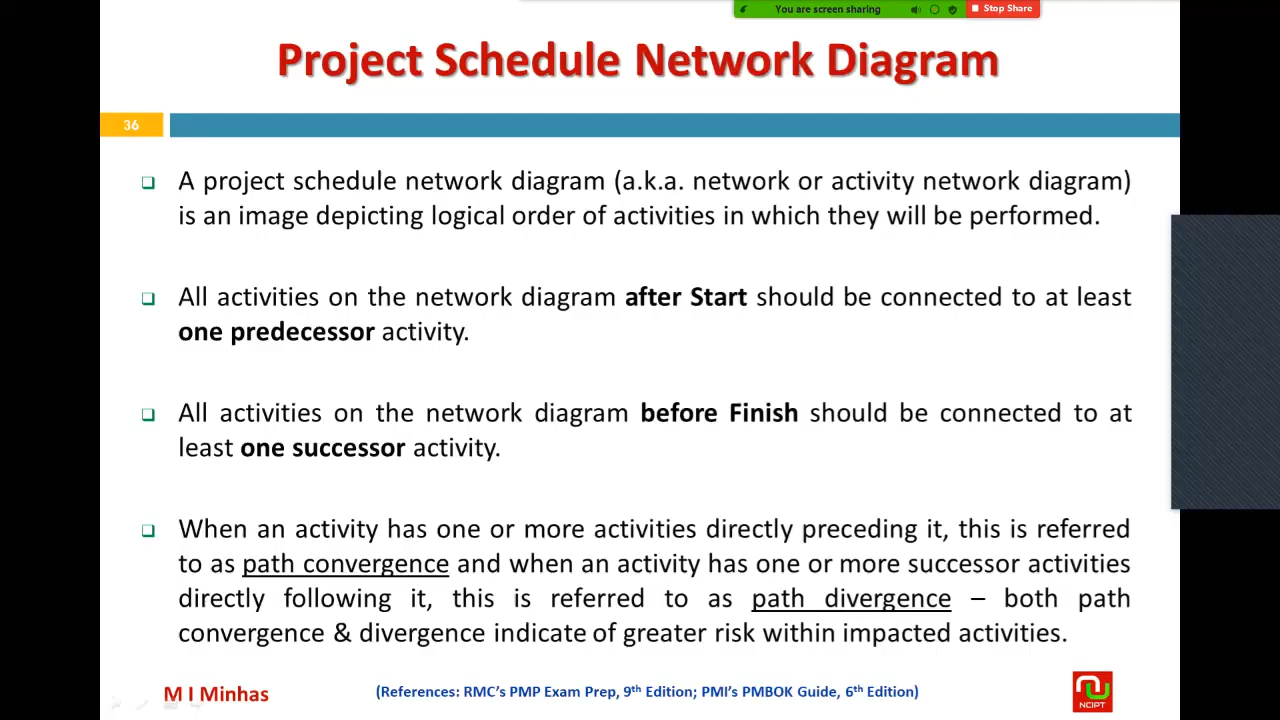 You are screen sharing
Stop Share
Project Schedule Network Diagram
36
A project schedule network diagram (a.k.a. network or activity network diagram)
is an image depicting logical order of activities in which they will be performed.
All activities on the network diagram after Start should be connected to at least
one predecessor activity.
All activities on the network diagram before Finish should be connected to at
least one successor activity.
When an activity has one or more activities directly preceding it, this is referred
to as path convergence and when an activity has one or more successor activities
directly following it, this is referred to as path divergence – both path
convergence & divergence indicate of greater risk within impacted activities.
M I Minhas
(References: RMC's PMP Exam Prep, 9th Edition; PMI's PMBOK Guide, 6th Edition)
NCIPT